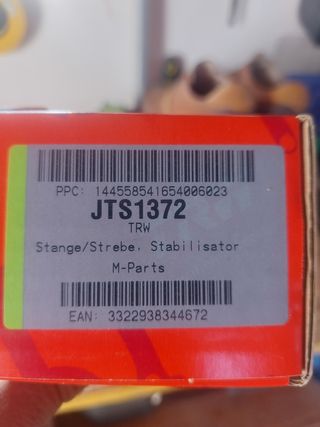 PPC: 144558541654006023
JTS1372
TRW
Stange/Strebe, Stabilisator
M-Parts
EAN: 3322938344672